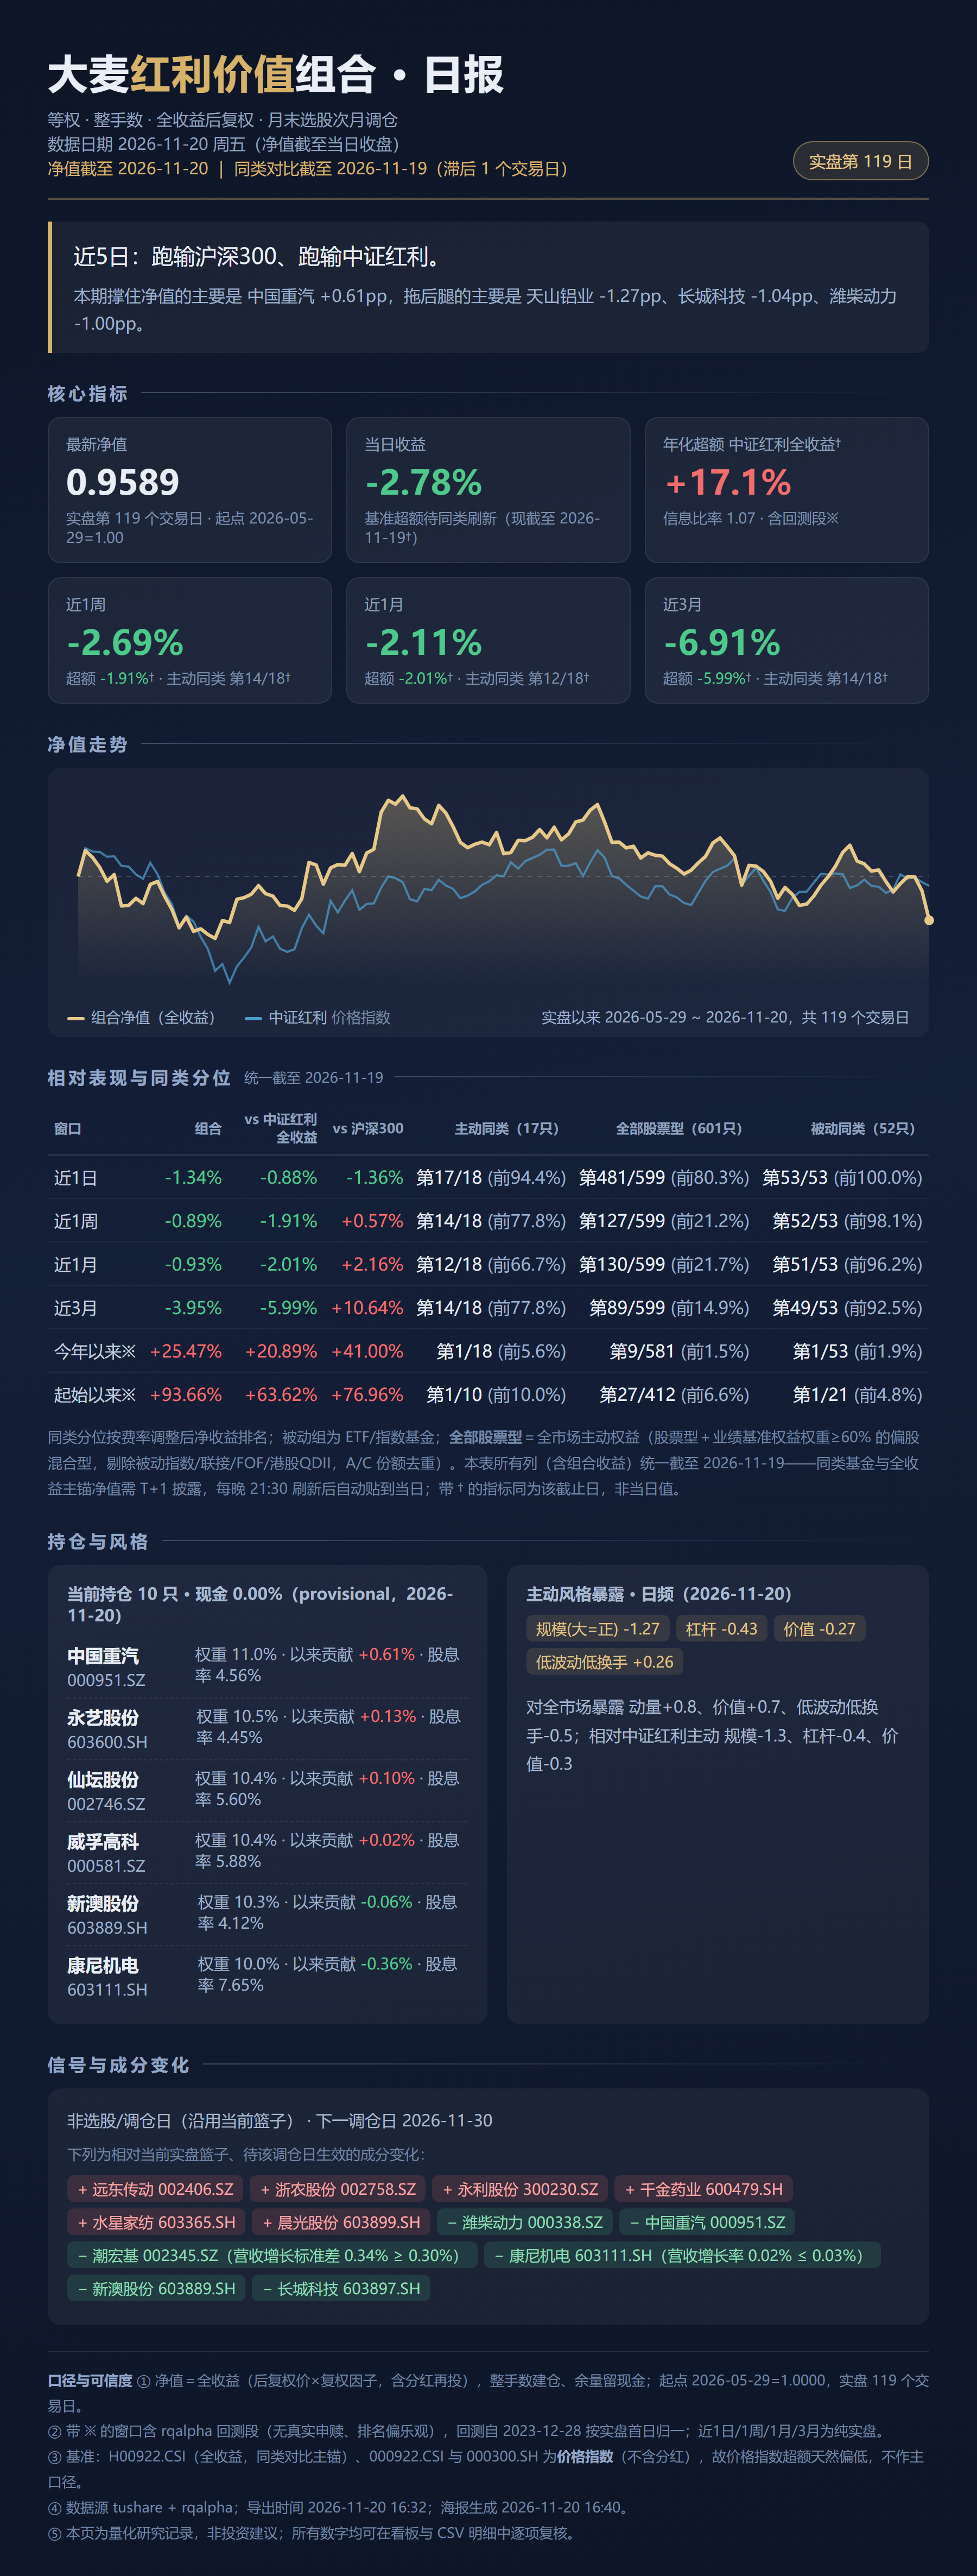 大麦红利价值组合 · 日报
等权 · 整手数 · 全收益后复权 · 月末选股次月调仓
数据日期 2026-11-20 周五（净值截至当日收盘）
净值截至 2026-11-20 ｜ 同类对比截至 2026-11-19（滞后 1 个交易日）
实盘第 119 日
近5日：跑输沪深300、跑输中证红利。
本期撑住净值的主要是 中国重汽 +0.61pp，拖后腿的主要是 天山铝业 -1.27pp、长城科技 -1.04pp、潍柴动力
-1.00pp。
核心指标
最新净值
0.9589
实盘第 119 个交易日 · 起点 2026-05-
29=1.00
当日收益
-2.78%
基准超额待同类刷新（现截至 2026-
11-19†）
年化超额 中证红利全收益†
+17.1%
信息比率 1.07 · 含回测段※
近1周
-2.69%
超额 -1.91%† · 主动同类 第14/18†
近1月
-2.11%
超额 -2.01%† · 主动同类 第12/18†
近3月
-6.91%
超额 -5.99%† · 主动同类 第14/18†
净值走势
组合净值（全收益） 中证红利 价格指数 实盘以来 2026-05-29 ~ 2026-11-20，共 119 个交易日
相对表现与同类分位 统一截至 2026-11-19
窗口 组合 vs 中证红利全收益 vs 沪深300 主动同类（17只） 全部股票型（601只） 被动同类（52只）
近1日 -1.34% -0.88% -1.36% 第17/18 (前94.4%) 第481/599 (前80.3%) 第53/53 (前100.0%)
近1周 -0.89% -1.91% +0.57% 第14/18 (前77.8%) 第127/599 (前21.2%) 第52/53 (前98.1%)
近1月 -0.93% -2.01% +2.16% 第12/18 (前66.7%) 第130/599 (前21.7%) 第51/53 (前96.2%)
近3月 -3.95% -5.99% +10.64% 第14/18 (前77.8%) 第89/599 (前14.9%) 第49/53 (前92.5%)
今年以来※ +25.47% +20.89% +41.00% 第1/18 (前5.6%) 第9/581 (前1.5%) 第1/53 (前1.9%)
起始以来※ +93.66% +63.62% +76.96% 第1/10 (前10.0%) 第27/412 (前6.6%) 第1/21 (前4.8%)
同类分位按费率调整后净收益排名；被动组为 ETF/指数基金；全部股票型＝全市场主动权益（股票型＋业绩基准权益权重≥60% 的偏股
混合型，剔除被动指数/联接/FOF/港股QDII，A/C 份额去重）。本表所有列（含组合收益）统一截至 2026-11-19——同类基金与全收
益主锚净值需 T+1 披露，每晚 21:30 刷新后自动贴到当日；带 † 的指标同为该截止日，非当日值。
持仓与风格
当前持仓 10 只 · 现金 0.00%（provisional，2026-
11-20）
中国重汽 权重 11.0% · 以来贡献 +0.61% · 股息
000951.SZ 率 4.56%
永艺股份 权重 10.5% · 以来贡献 +0.13% · 股息
603600.SH 率 4.45%
仙坛股份 权重 10.4% · 以来贡献 +0.10% · 股息
002746.SZ 率 5.60%
威孚高科 权重 10.4% · 以来贡献 +0.02% · 股息
000581.SZ 率 5.88%
新澳股份 权重 10.3% · 以来贡献 -0.06% · 股息
603889.SH 率 4.12%
康尼机电 权重 10.0% · 以来贡献 -0.36% · 股息
603111.SH 率 7.65%
主动风格暴露 · 日频（2026-11-20）
规模(大=正) -1.27 杠杆 -0.43 价值 -0.27
低波动低换手 +0.26
对全市场暴露 动量+0.8、价值+0.7、低波动低换
手-0.5；相对中证红利主动 规模-1.3、杠杆-0.4、价
值-0.3
信号与成分变化
非选股/调仓日（沿用当前篮子） · 下一调仓日 2026-11-30
下列为相对当前实盘篮子、待该调仓日生效的成分变化：
+ 远东传动 002406.SZ + 浙农股份 002758.SZ + 永利股份 300230.SZ + 千金药业 600479.SH
+ 水星家纺 603365.SH + 晨光股份 603899.SH − 潍柴动力 000338.SZ − 中国重汽 000951.SZ
− 潮宏基 002345.SZ（营收增长标准差 0.34% ≥ 0.30%） − 康尼机电 603111.SH（营收增长率 0.02% ≤ 0.03%）
− 新澳股份 603889.SH − 长城科技 603897.SH
口径与可信度 ① 净值＝全收益（后复权价×复权因子，含分红再投），整手数建仓、余量留现金；起点 2026-05-29=1.0000，实盘 119 个交
易日。
② 带 ※ 的窗口含 rqalpha 回测段（无真实申赎、排名偏乐观），回测自 2023-12-28 按实盘首日归一；近1日/1周/1月/3月为纯实盘。
③ 基准：H00922.CSI（全收益，同类对比主锚）、000922.CSI 与 000300.SH 为价格指数（不含分红），故价格指数超额天然偏低，不作主
口径。
④ 数据源 tushare + rqalpha；导出时间 2026-11-20 16:32；海报生成 2026-11-20 16:40。
⑤ 本页为量化研究记录，非投资建议；所有数字均可在看板与 CSV 明细中逐项复核。